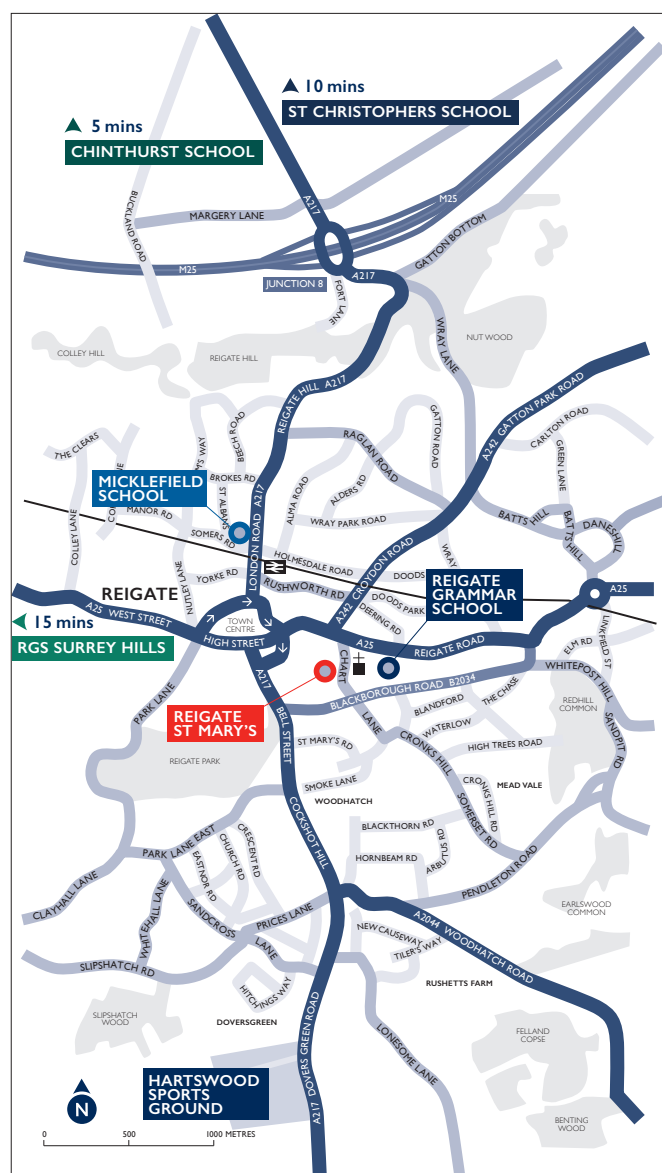 10 mins
ST CHRISTOPHERS SCHOOL
5 mins
CHINTHURST SCHOOL
A217
M25
BUCKLAND ROAD
MARGERY LANE
GATTON BOTTOM
M25
A217
JUNCTION 8
FORT LANE
COLLEY HILL
REIGATE HILL
NUT WOOD
WRAY LANE
REIGATE HILL A217
A242 GATTON PARK ROAD
CARLTON ROAD
GREEN LANE
THE CLEARS
BEECH ROAD
RAGLAN ROAD
GATTON ROAD
MICKLEFIELD
SCHOOL
BROKES RD
ST ALBANS
ALMA ROAD
ALDERS RD
MANOR RD
WRAY PARK ROAD
BATTS HILL
BATTS HILL
DANESHILL
COLLEY LANE
SOMERS RD
LONDON ROAD A217
HOLMESDALE ROAD
DOODS
WRAY
A242 CROYDON ROAD
REIGATE
NUTLEY LANE
YORKE RD
RUSHWORTH RD
DOODS PARK
DEERING RD
REIGATE
GRAMMAR
SCHOOL
A25
A25 WEST STREET
TOWN
CENTRE
HIGH STREET
15 mins
RGS SURREY HILLS
A25
REIGATE ROAD
ELM RD
LINKFIELD ST
WHITEPOST HILL
A217
CHART
LANE
BLACKBOROUGH ROAD B2034
REIGATE
ST MARY'S
BELL STREET
PARK LANE
BLANDFORD
THE CHASE
REDHILL
COMMON
SANDPIT RD
WATERLOW
ST MARY'S RD
CRONKS HILL
HIGH TREES ROAD
REIGATE PARK
SMOKE LANE
WOODHATCH
CRONKS HILL RD
MEAD VALE
SOMERSET RD
COCKSHOT HILL
BLACKTHORN RD
ARBUTUS RD
HORNBEAM RD
PARK LANE EAST
CRESCENT RD
CHURCH RD
EASTNOR RD
PENDLETON ROAD
CLAYHALL LANE
WHITEHALL LANE
SANDCROSS
LANE
PRICES LANE
EARLSWOOD
COMMON
A2044 WOODHATCH ROAD
NEW CAUSEWAY
TILER'S WAY
SLIPSHATCH RD
HITCHINGS WAY
RUSHETTS FARM
SLIPSHATCH
WOOD
DOVERSGREEN
A217 DOVERS GREEN ROAD
LONESOME LANE
FELLAND
COPSE
HARTSWOOD
SPORTS
GROUND
N
BENTING
WOOD
0 500 1000 METRES